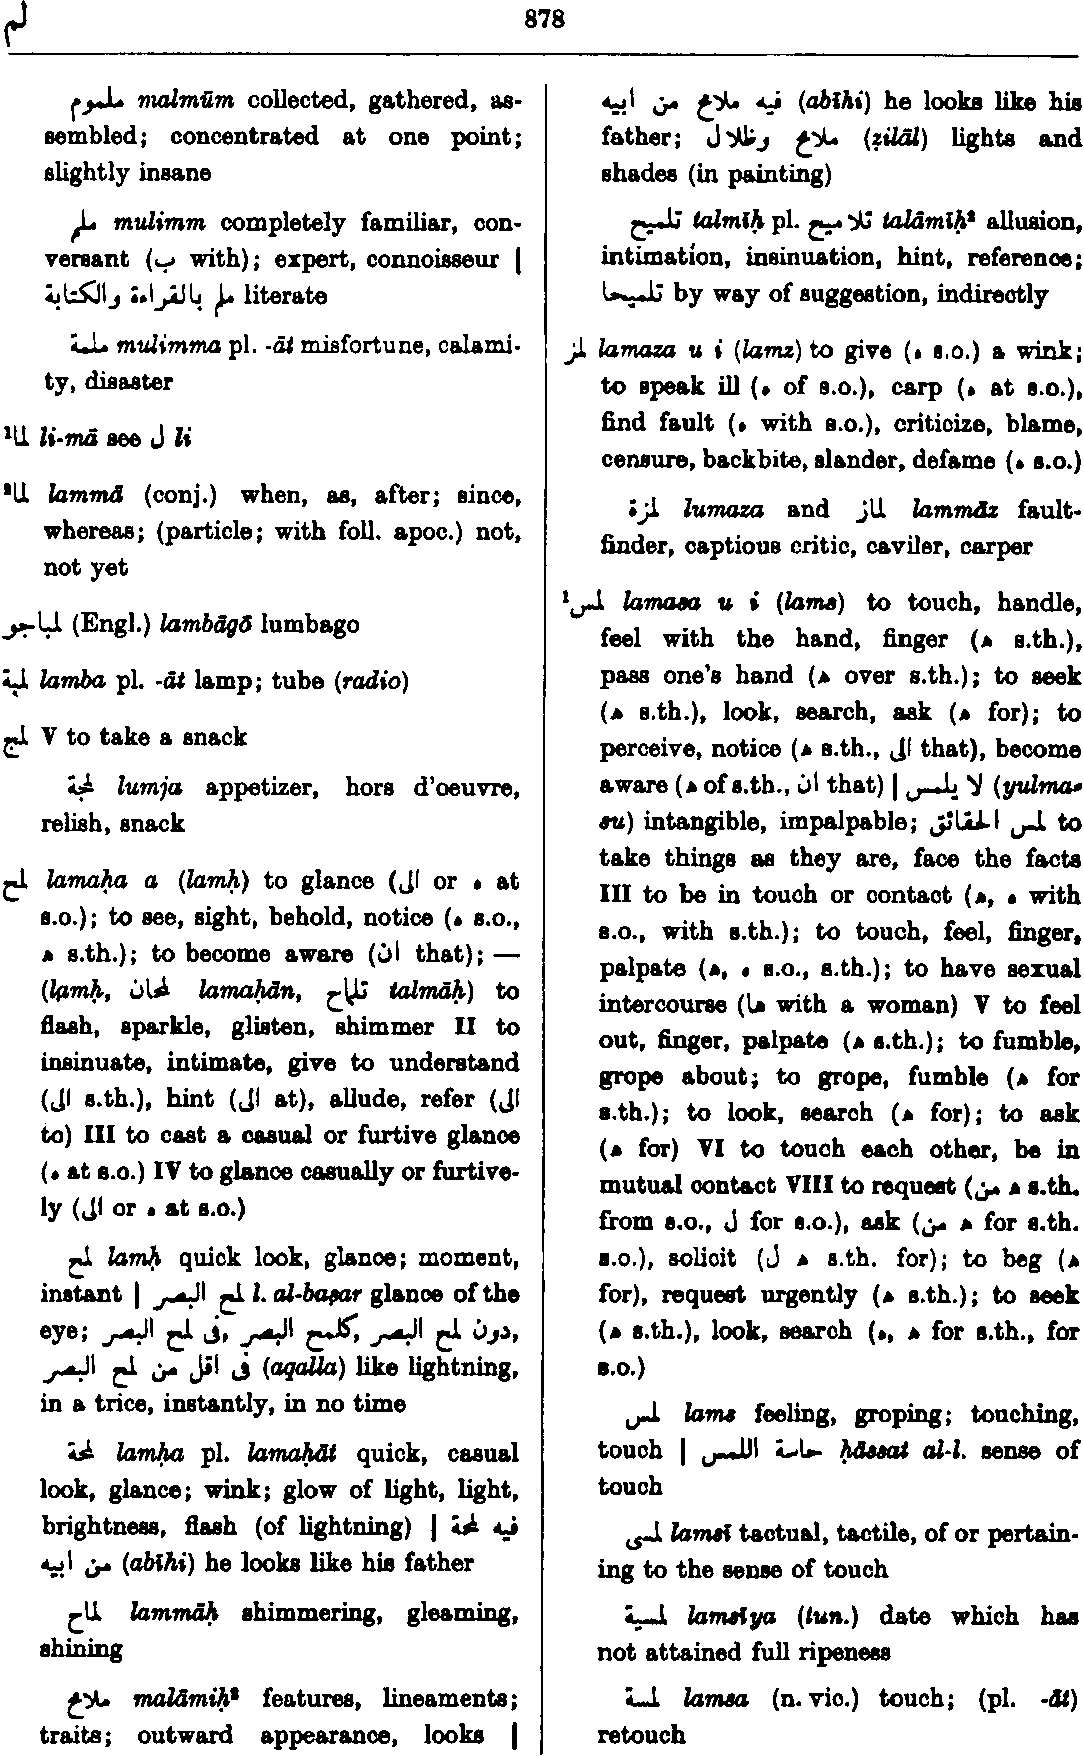 لم
878
ملموم malmūm collected, gathered, as-
sembled; concentrated at one point;
slightly insane
ملم mulimm completely familiar, con-
versant (ب with); expert, connoisseur |
ملم بالقراءة والكتابة literate
ملمة mulimma pl. -āt misfortune, calami-
ty, disaster
¹لما li-mā see ل li
²لما lammā (conj.) when, as, after; since,
whereas; (particle; with foll. apoc.) not,
not yet
لمباجو (Engl.) lambāgō lumbago
لمبة lamba pl. -āt lamp; tube (radio)
لمج V to take a snack
لمجة lumja appetizer, hors d'oeuvre,
relish, snack
لمح lamaḥa a (lamḥ) to glance (الى or ه at
s.o.); to see, sight, behold, notice (ه s.o.,
ﻫ s.th.); to become aware (ان that); —
(lamḥ, لمحان lamaḥān, تلماح talmāḥ) to
flash, sparkle, glisten, shimmer II to
insinuate, intimate, give to understand
(الى s.th.), hint (الى at), allude, refer (الى
to) III to cast a casual or furtive glance
(ه at s.o.) IV to glance casually or furtive-
ly (الى or ه at s.o.)
لمح lamḥ quick look, glance; moment,
instant | لمح البصر l. al-baṣar glance of the
eye; دون لمح البصر, كلمح البصر, فى لمح البصر,
فى اقل من لمح البصر (aqalla) like lightning,
in a trice, instantly, in no time
لمحة lamḥa pl. lamaḥāt quick, casual
look, glance; wink; glow of light, light,
brightness, flash (of lightning) | فيه لمحة
من ابيه (abīhi) he looks like his father
لماح lammāḥ shimmering, gleaming,
shining
ملامح malāmiḥ² features, lineaments;
traits; outward appearance, looks |
فيه ملامح من ابيه (abīhi) he looks like his
father; ملامح وظلال (ẓilāl) lights and
shades (in painting)
تلميح talmīḥ pl. تلاميح talāmīḥ² allusion,
intimation, insinuation, hint, reference;
تلميحا by way of suggestion, indirectly
لمز lamaza u i (lamz) to give (ه s.o.) a wink;
to speak ill (ه of s.o.), carp (ه at s.o.),
find fault (ه with s.o.), criticize, blame,
censure, backbite, slander, defame (ه s.o.)
لمزة lumaza and لماز lammāz fault-
finder, captious critic, caviler, carper
¹لمس lamasa u i (lams) to touch, handle,
feel with the hand, finger (ﻫ s.th.),
pass one's hand (ﻫ over s.th.); to seek
(ﻫ s.th.), look, search, ask (ﻫ for); to
perceive, notice (ﻫ s.th., ال that), become
aware (ﻫ of s.th., ان that) | لا يلمس (yulma-
su) intangible, impalpable; لمس الحقائق to
take things as they are, face the facts
III to be in touch or contact (ﻫ, ه with
s.o., with s.th.); to touch, feel, finger,
palpate (ﻫ, ه s.o., s.th.); to have sexual
intercourse (ها with a woman) V to feel
out, finger, palpate (ﻫ s.th.); to fumble,
grope about; to grope, fumble (ﻫ for
s.th.); to look, search (ﻫ for); to ask
(ﻫ for) VI to touch each other, be in
mutual contact VIII to request (من ﻫ s.th.
from s.o., ل for s.o.), ask (من ﻫ for s.th.
s.o.), solicit (ل ﻫ s.th. for); to beg (ﻫ
for), request urgently (ﻫ s.th.); to seek
(ﻫ s.th.), look, search (ه, ﻫ for s.th., for
s.o.)
لمس lams feeling, groping; touching,
touch | حاسة اللمس ḥāssat al-l. sense of
touch
لمسى lamsī tactual, tactile, of or pertain-
ing to the sense of touch
لمسية lamsīya (tun.) date which has
not attained full ripeness
لمسة lamsa (n. vic.) touch; (pl. -āt)
retouch